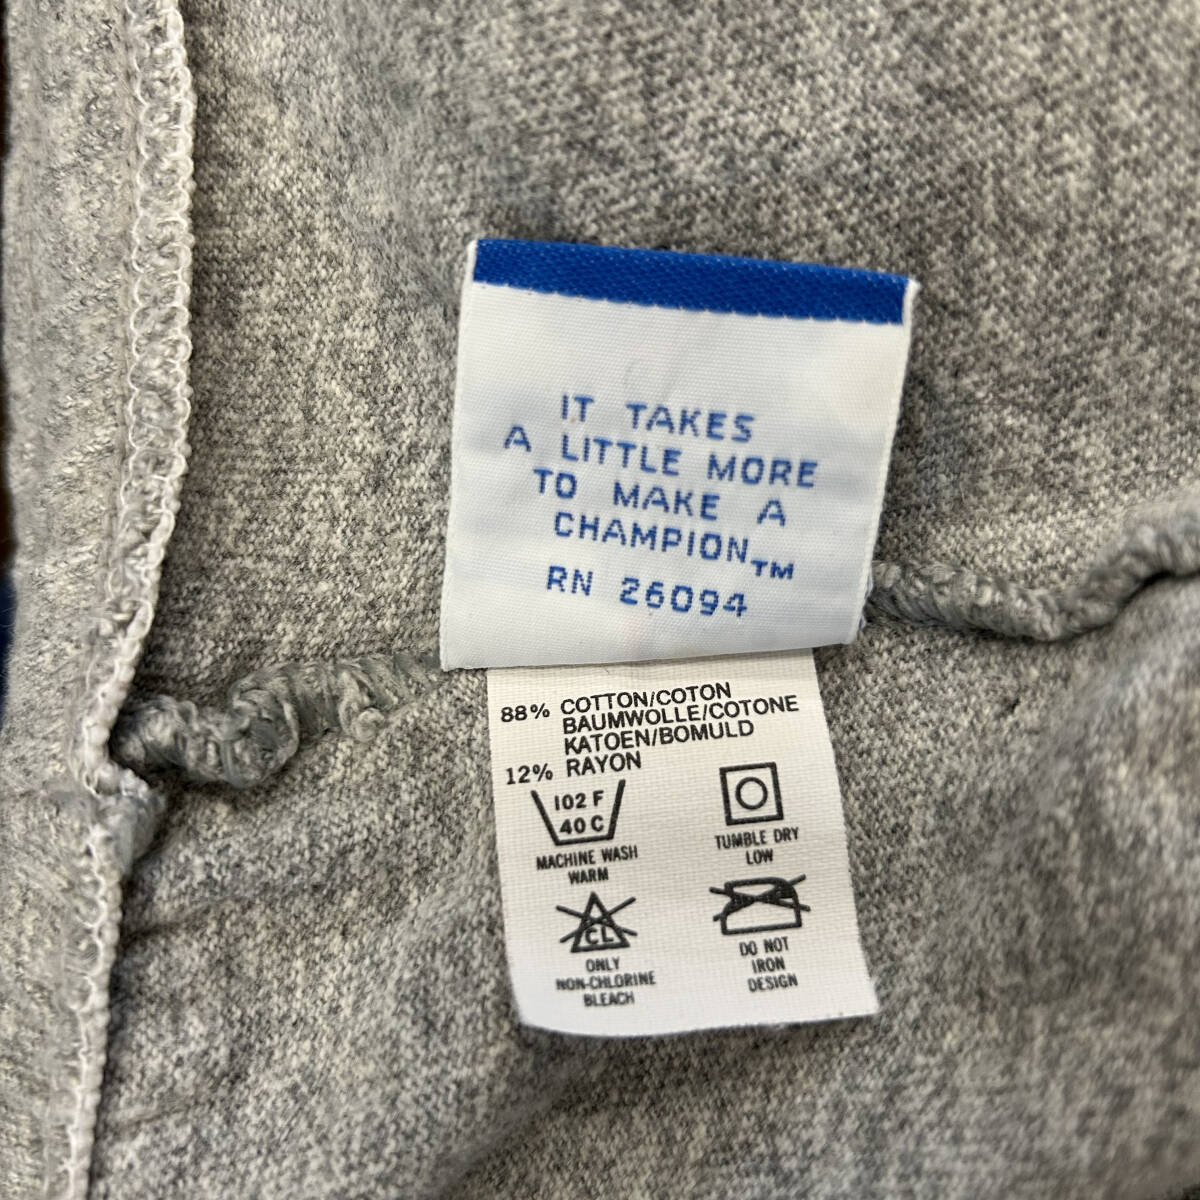 IT TAKES
A LITTLE MORE
TO MAKE A
CHAMPION™
RN 26094
88% COTTON/COTON
BAUMWOLLE/COTONE
KATOEN/BOMULD
12% RAYON
102 F
40 C
MACHINE WASH
WARM
TUMBLE DRY
LOW
CL
ONLY
NON-CHLORINE
BLEACH
DO NOT
IRON
DESIGN